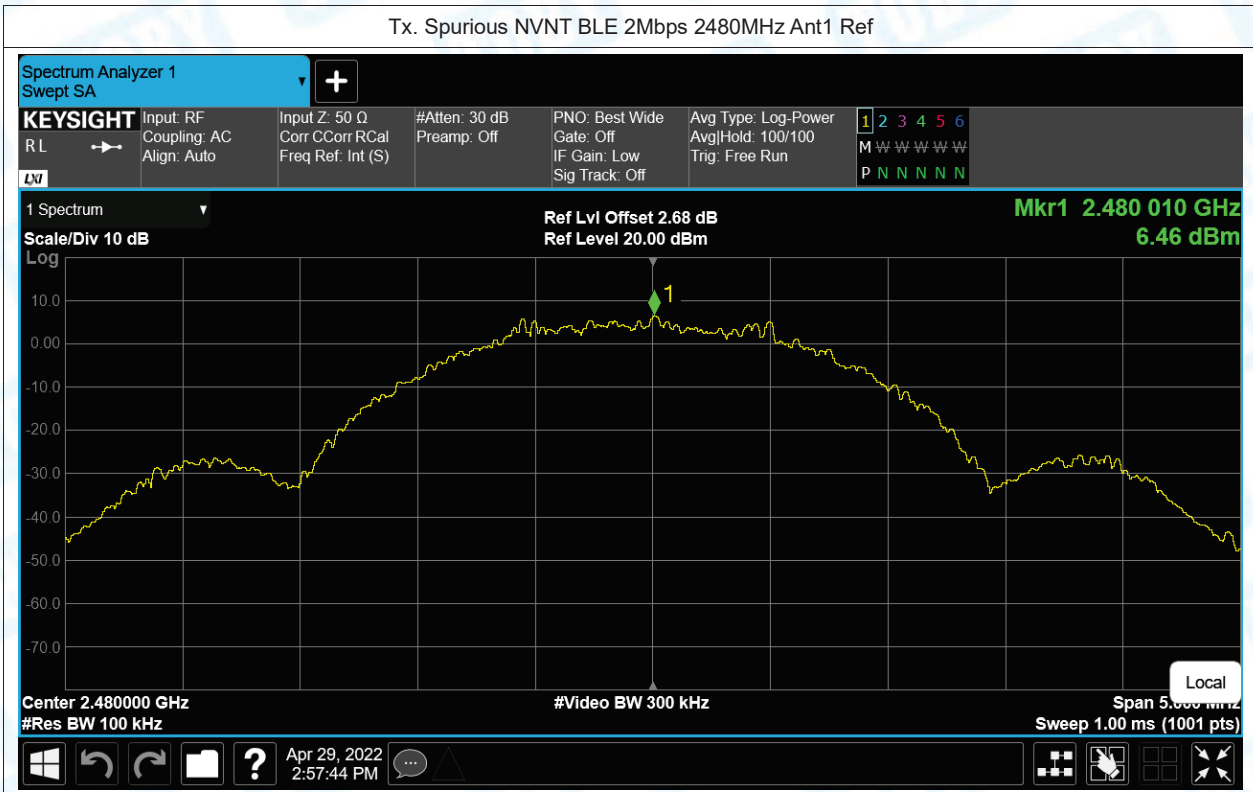 Tx. Spurious NVNT BLE 2Mbps 2480MHz Ant1 Ref
Spectrum Analyzer 1
Swept SA
KEYSIGHT
R L
LXI
Input: RF
Coupling: AC
Align: Auto
Input Z: 50 Ω
Corr CCorr RCal
Freq Ref: Int (S)
#Atten: 30 dB
Preamp: Off
PNO: Best Wide
Gate: Off
IF Gain: Low
Sig Track: Off
Avg Type: Log-Power
Avg|Hold: 100/100
Trig: Free Run
1 2 3 4 5 6
M W W W W W
P N N N N N
1 Spectrum
Scale/Div 10 dB
Ref Lvl Offset 2.68 dB
Ref Level 20.00 dBm
Mkr1 2.480 010 GHz
6.46 dBm
Log
1
10.0
0.00
-10.0
-20.0
-30.0
-40.0
-50.0
-60.0
-70.0
Center 2.480000 GHz
#Res BW 100 kHz
#Video BW 300 kHz
Local
Span 5.000 MHz
Sweep 1.00 ms (1001 pts)
?
Apr 29, 2022
2:57:44 PM